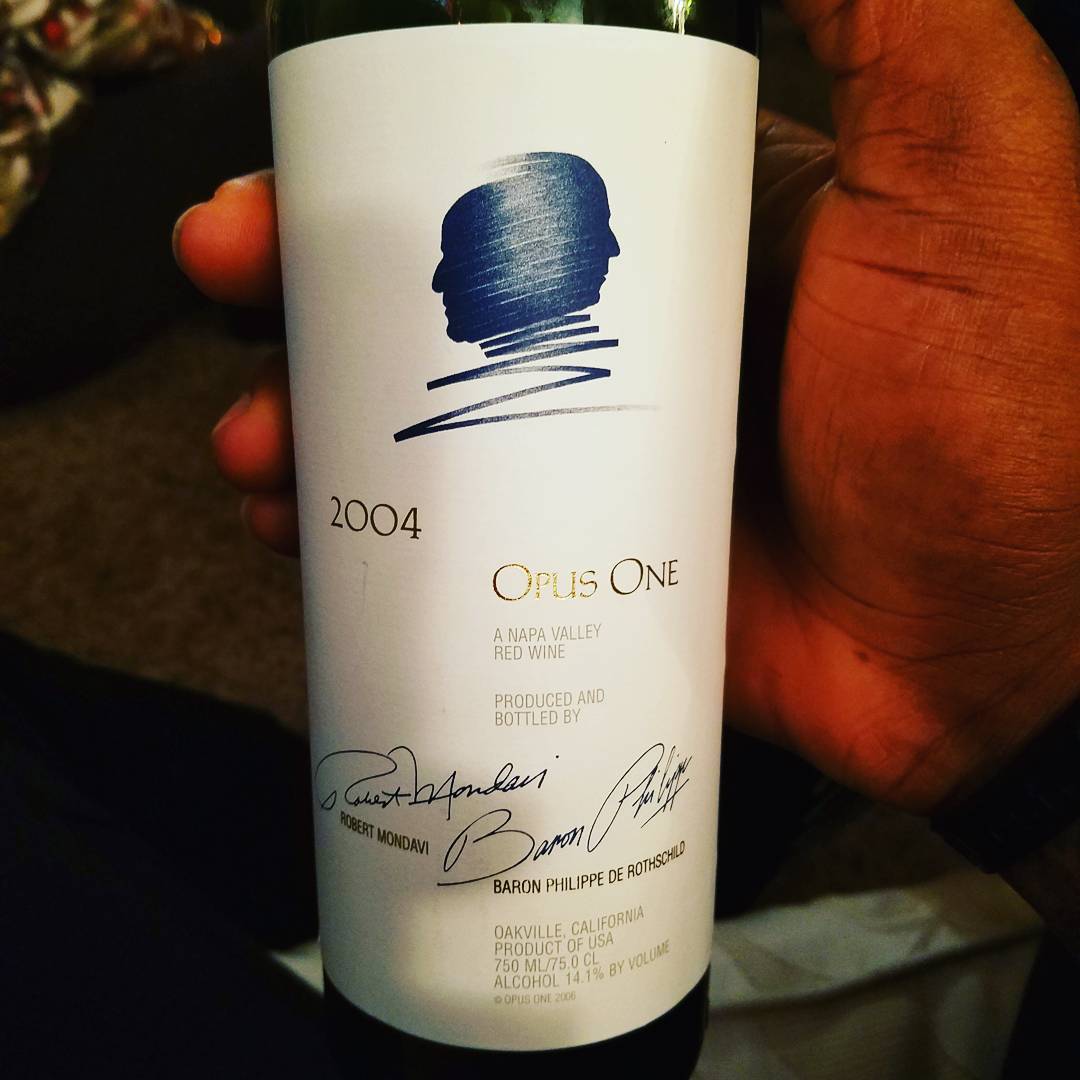 2004
OPUS ONE
A NAPA VALLEY
RED WINE
PRODUCED AND
BOTTLED BY
Robert Mondavi
ROBERT MONDAVI
Baron Philippe
BARON PHILIPPE DE ROTHSCHILD
OAKVILLE, CALIFORNIA
PRODUCT OF USA
750 ML/75.0 CL
ALCOHOL 14.1% BY VOLUME
© OPUS ONE 2006